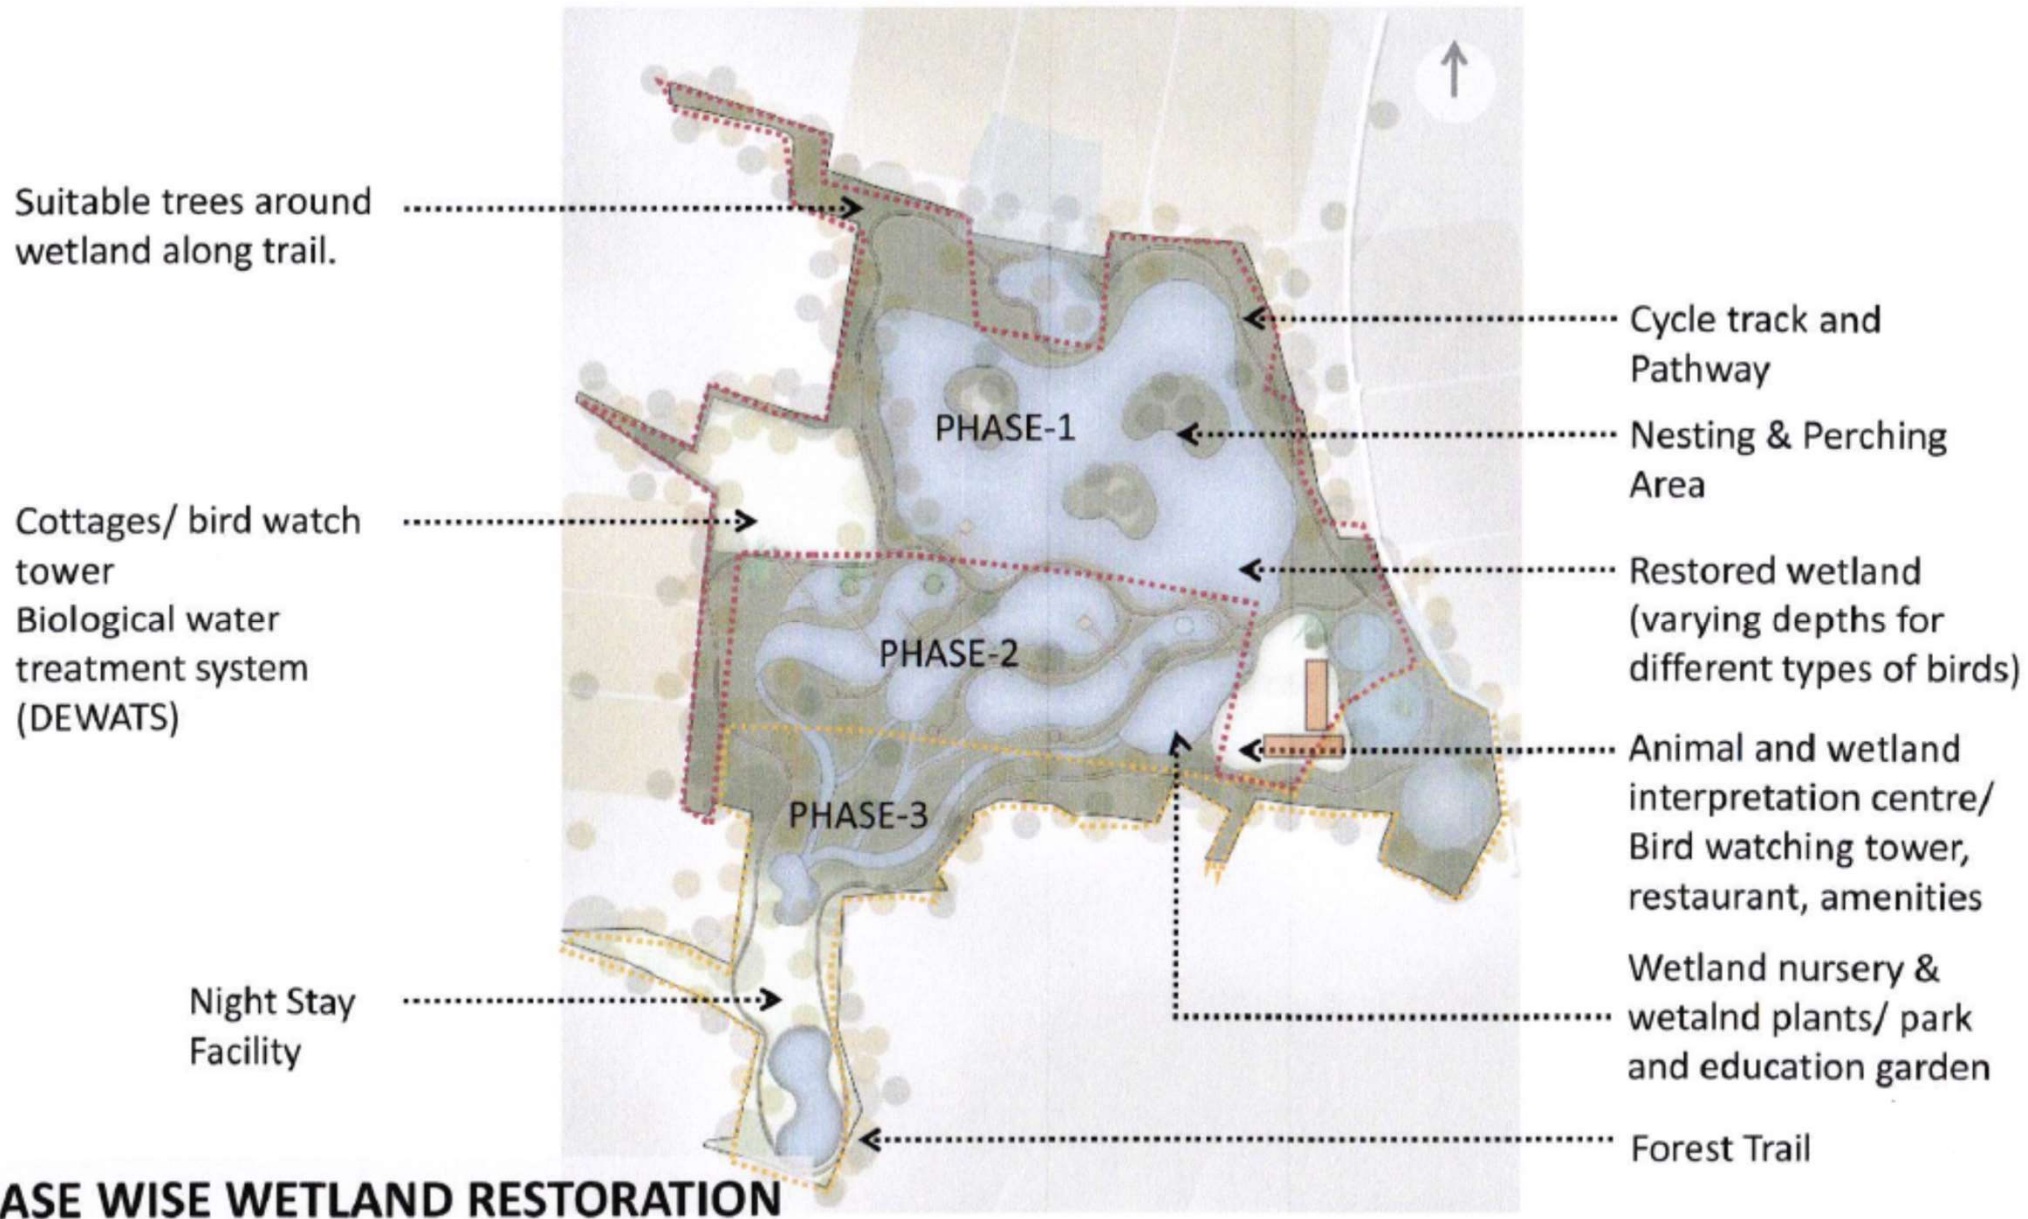 Suitable trees around
wetland along trail.
Cottages/ bird watch
tower
Biological water
treatment system
(DEWATS)
Night Stay
Facility
PHASE-1
PHASE-2
PHASE-3
Cycle track and
Pathway
Nesting & Perching
Area
Restored wetland
(varying depths for
different types of birds)
Animal and wetland
interpretation centre/
Bird watching tower,
restaurant, amenities
Wetland nursery &
wetalnd plants/ park
and education garden
Forest Trail
ASE WISE WETLAND RESTORATION